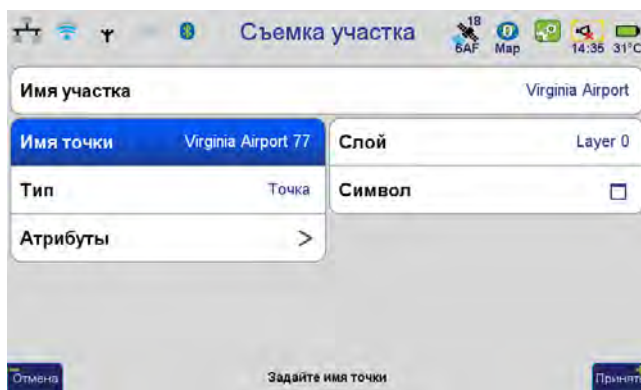 Съемка участка
18
6AF
Map
14:35 31°C
Имя участка Virginia Airport
Имя точки Virginia Airport 77
Слой Layer 0
Тип Точка
Символ
Атрибуты >
Отмена
Задайте имя точки
Принят